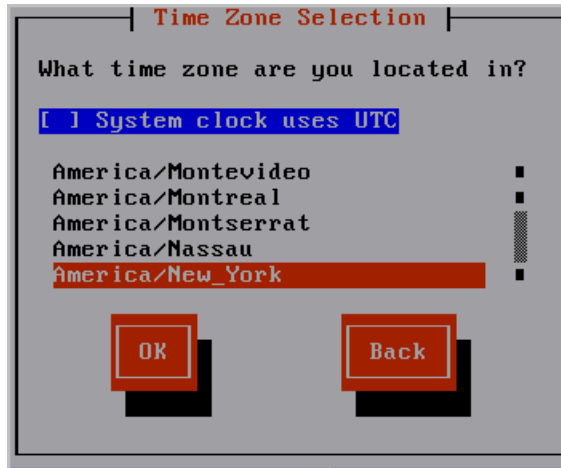 Time Zone Selection
What time zone are you located in?
[ ] System clock uses UTC
America/Montevideo
America/Montreal
America/Montserrat
America/Nassau
America/New_York
OK
Back